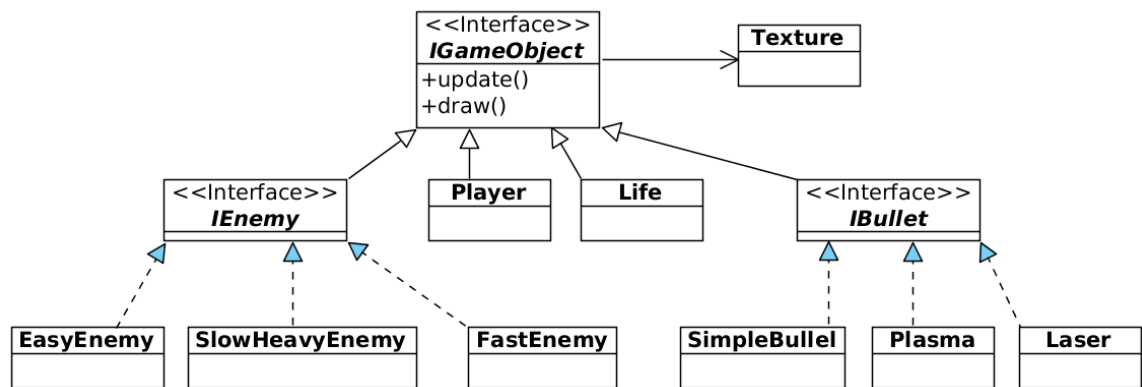 <<Interface>>
IGameObject
+update()
+draw()
Texture
<<Interface>>
IEnemy
Player
Life
<<Interface>>
IBullet
EasyEnemy
SlowHeavyEnemy
FastEnemy
SimpleBullel
Plasma
Laser